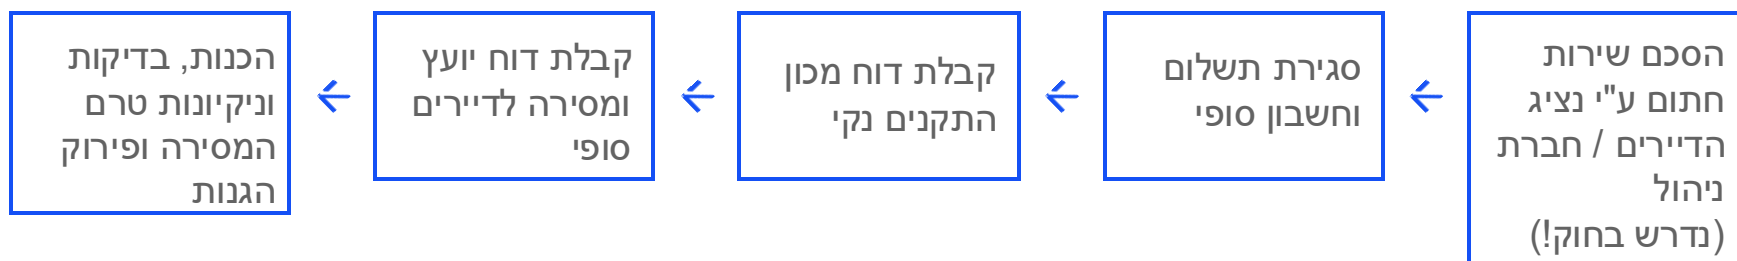 הסכם שירות
חתום ע"י נציג
הדיירים / חברת
ניהול
(נדרש בחוק!)
סגירת תשלום
וחשבון סופי
קבלת דוח מכון
התקנים נקי
קבלת דוח יועץ
ומסירה לדיירים
סופי
הכנות, בדיקות
וניקיונות טרם
המסירה ופירוק
הגנות